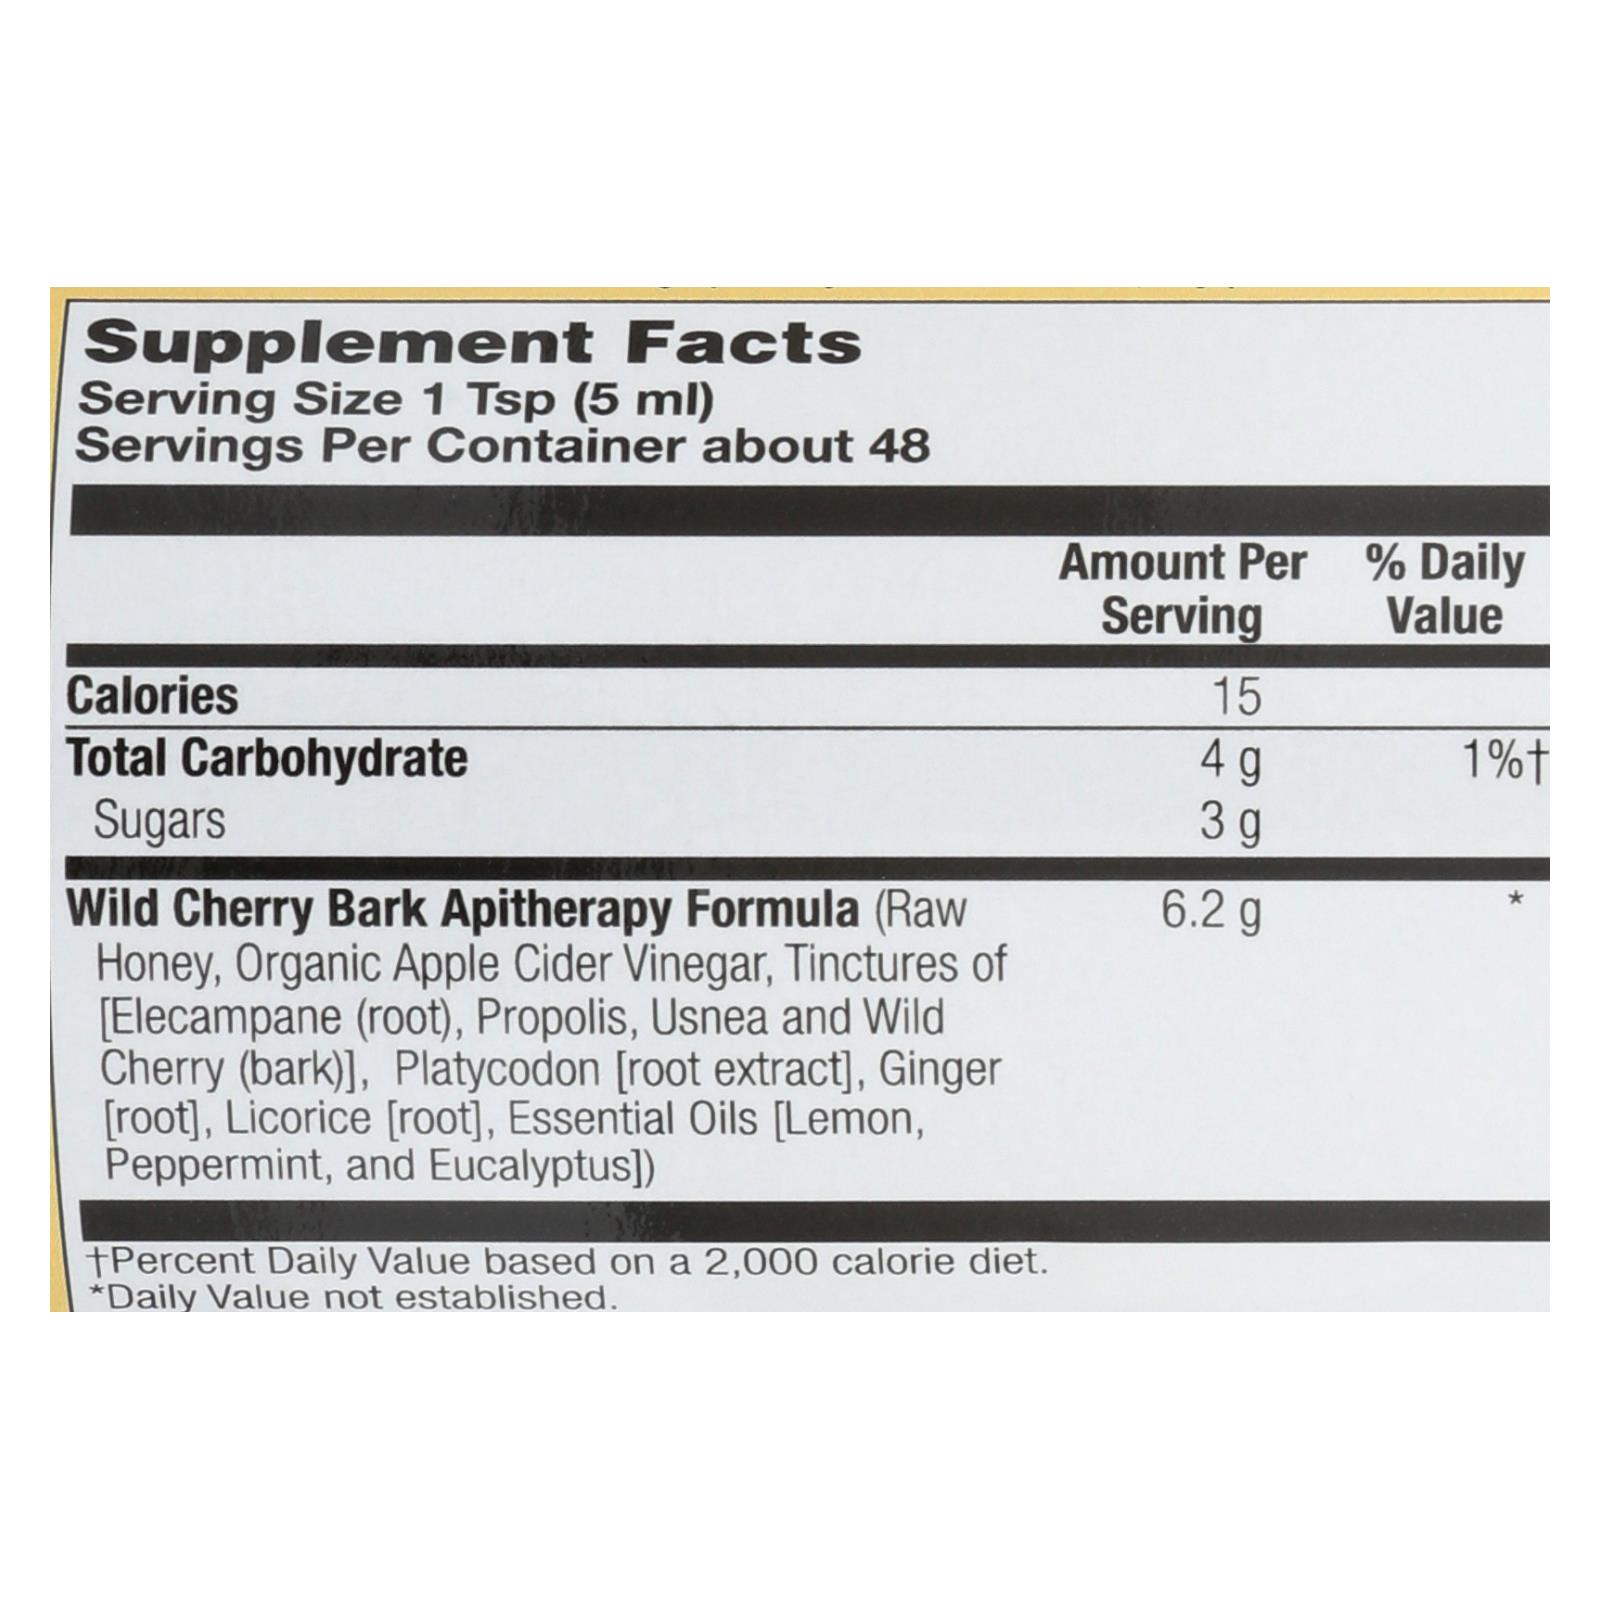 Supplement Facts
Serving Size 1 Tsp (5 ml)
Servings Per Container about 48
Amount Per % Daily
Serving Value
Calories 15
Total Carbohydrate 4 g 1%†
Sugars 3 g
Wild Cherry Bark Apitherapy Formula (Raw 6.2 g *
Honey, Organic Apple Cider Vinegar, Tinctures of
[Elecampane (root), Propolis, Usnea and Wild
Cherry (bark)], Platycodon [root extract], Ginger
[root], Licorice [root], Essential Oils [Lemon,
Peppermint, and Eucalyptus])
†Percent Daily Value based on a 2,000 calorie diet.
*Daily Value not established.